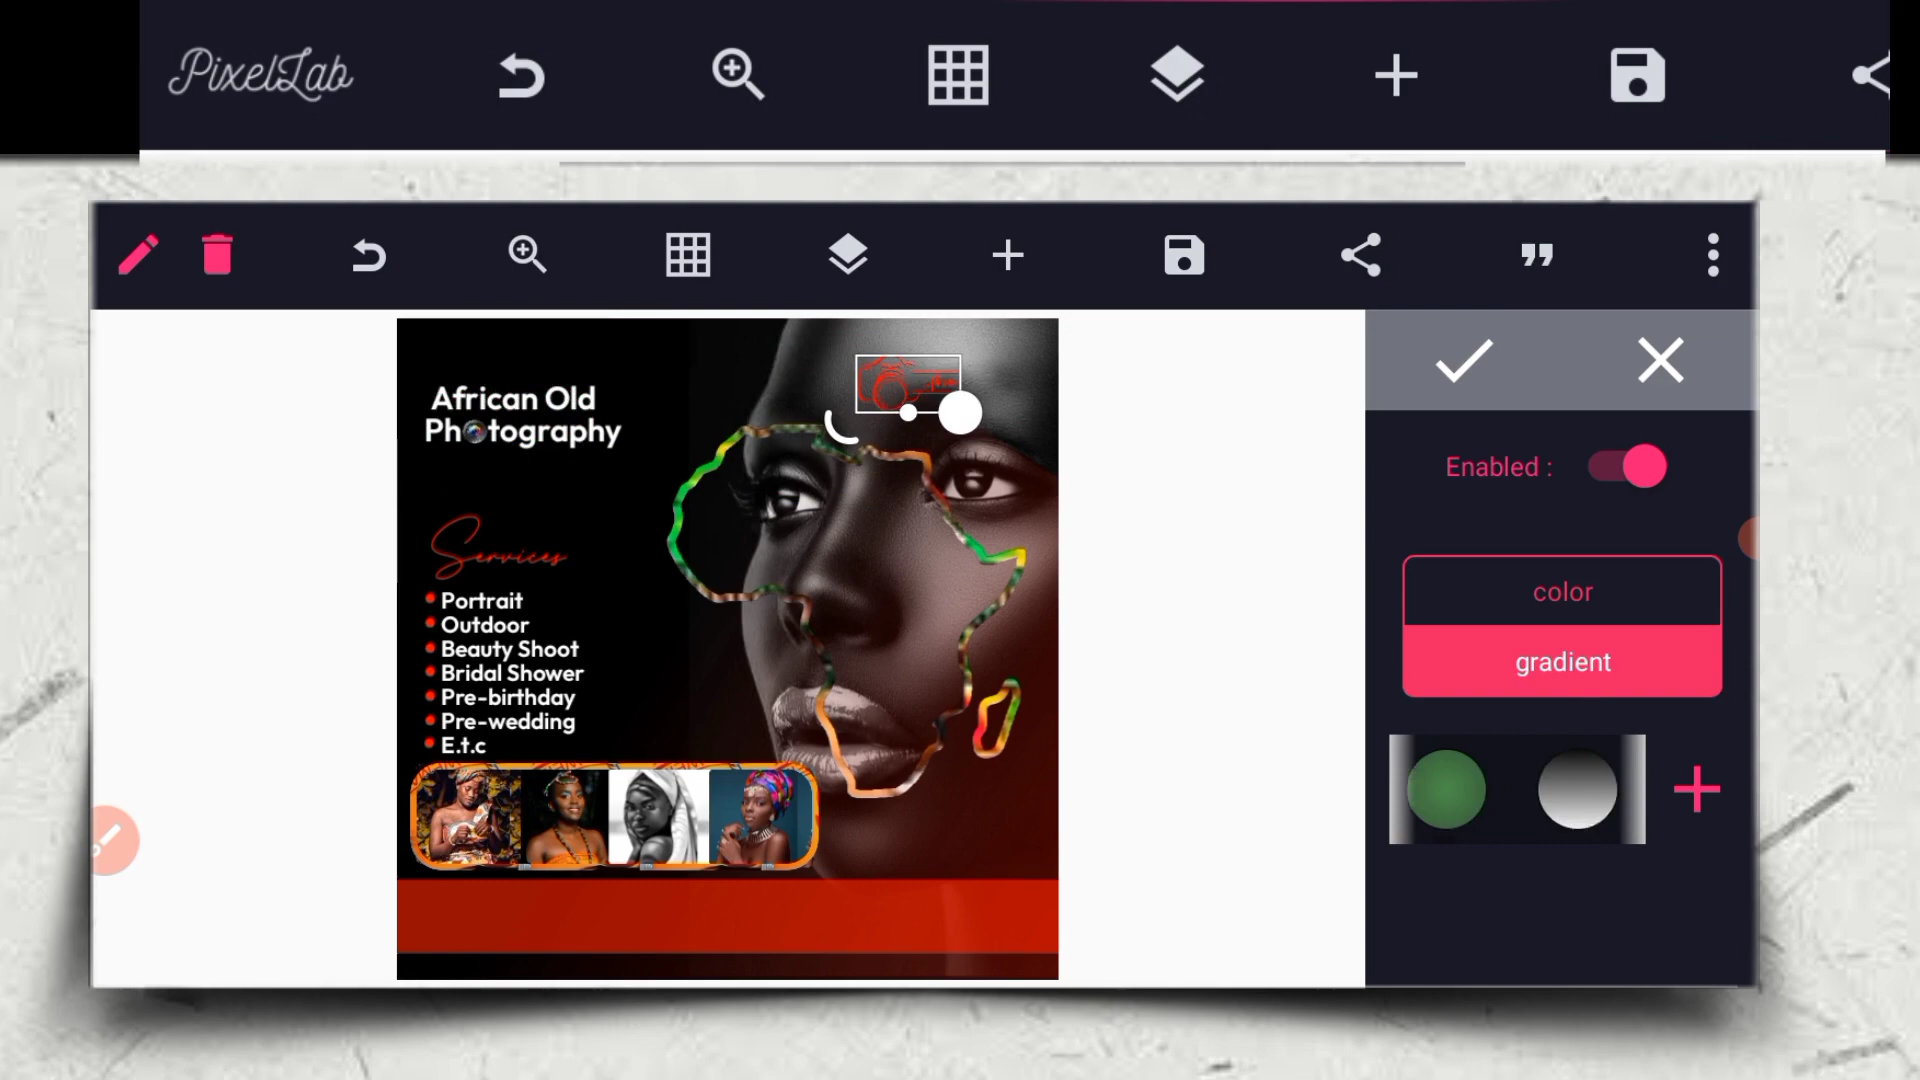 PixelLab
African Old
Photography
Services
Portrait
Outdoor
Beauty Shoot
Bridal Shower
Pre-birthday
Pre-wedding
E.t.c
Enabled :
color
gradient